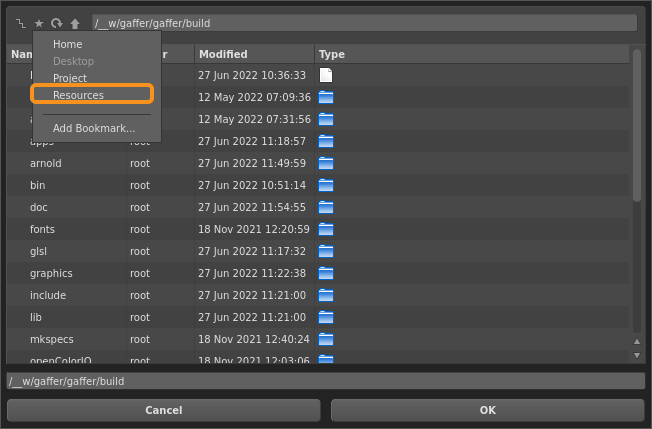 /__w/gaffer/gaffer/build
Modified
Type
Home
Desktop
Project
Resources
Add Bookmark...
27 Jun 2022 10:36:33
12 May 2022 07:09:36
12 May 2022 07:31:56
apps root 27 Jun 2022 11:18:57
arnold root 27 Jun 2022 11:49:59
bin root 27 Jun 2022 10:51:14
doc root 27 Jun 2022 11:54:55
fonts root 18 Nov 2021 12:20:59
glsl root 27 Jun 2022 11:17:32
graphics root 27 Jun 2022 11:22:38
include root 27 Jun 2022 11:21:00
lib root 27 Jun 2022 11:21:00
mkspecs root 18 Nov 2021 12:40:24
openColorIO root 18 Nov 2021 12:03:06
/__w/gaffer/gaffer/build
Cancel
OK